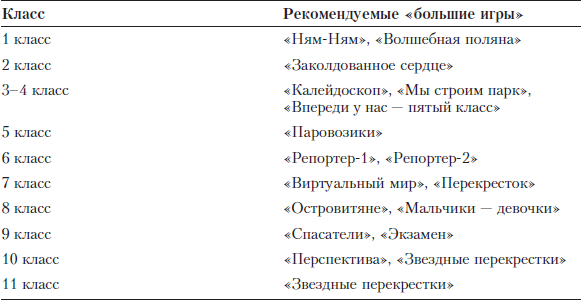 Класс Рекомендуемые «большие игры»
1 класс «Ням-Ням», «Волшебная поляна»
2 класс «Заколдованное сердце»
3–4 класс «Калейдоскоп», «Мы строим парк»,
«Впереди у нас — пятый класс»
5 класс «Паровозики»
6 класс «Репортер-1», «Репортер-2»
7 класс «Виртуальный мир», «Перекресток»
8 класс «Островитяне», «Мальчики — девочки»
9 класс «Спасатели», «Экзамен»
10 класс «Перспектива», «Звездные перекрестки»
11 класс «Звездные перекрестки»